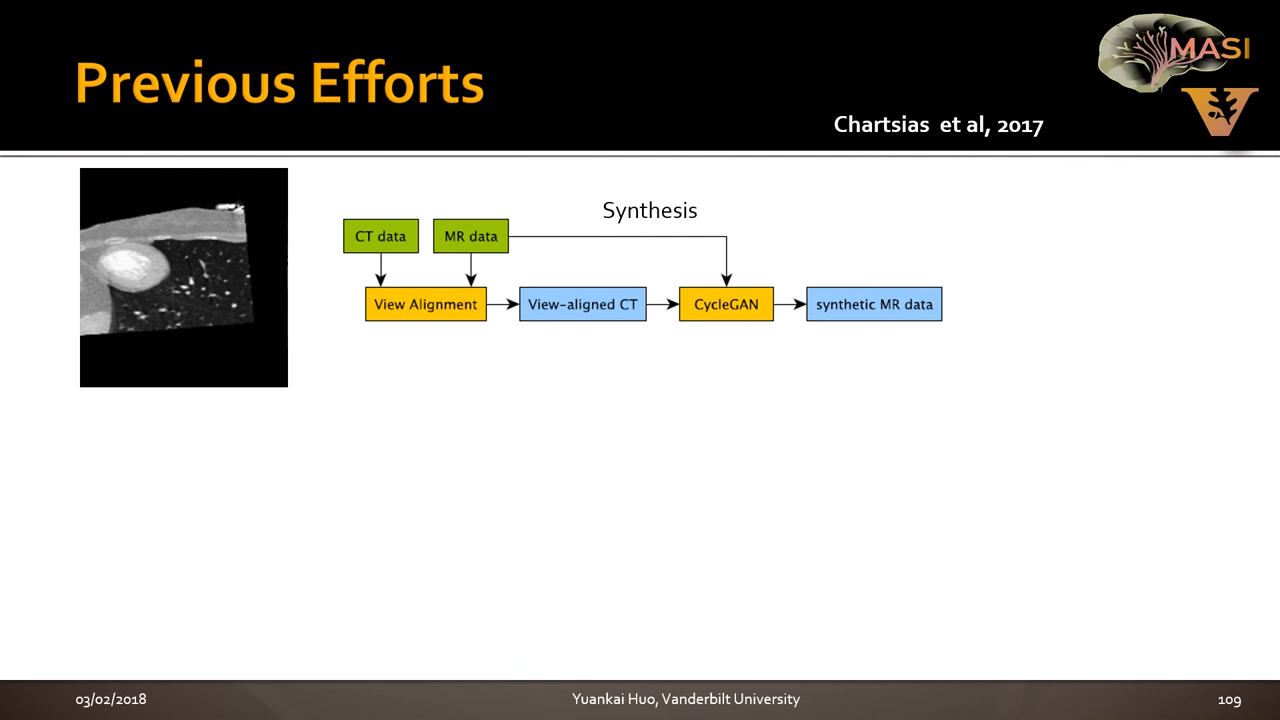 MASI
Previous Efforts
Chartsias et al, 2017
Synthesis
CT data
MR data
View Alignment
View-aligned CT
CycleGAN
synthetic MR data
03/02/2018
Yuankai Huo, Vanderbilt University
109